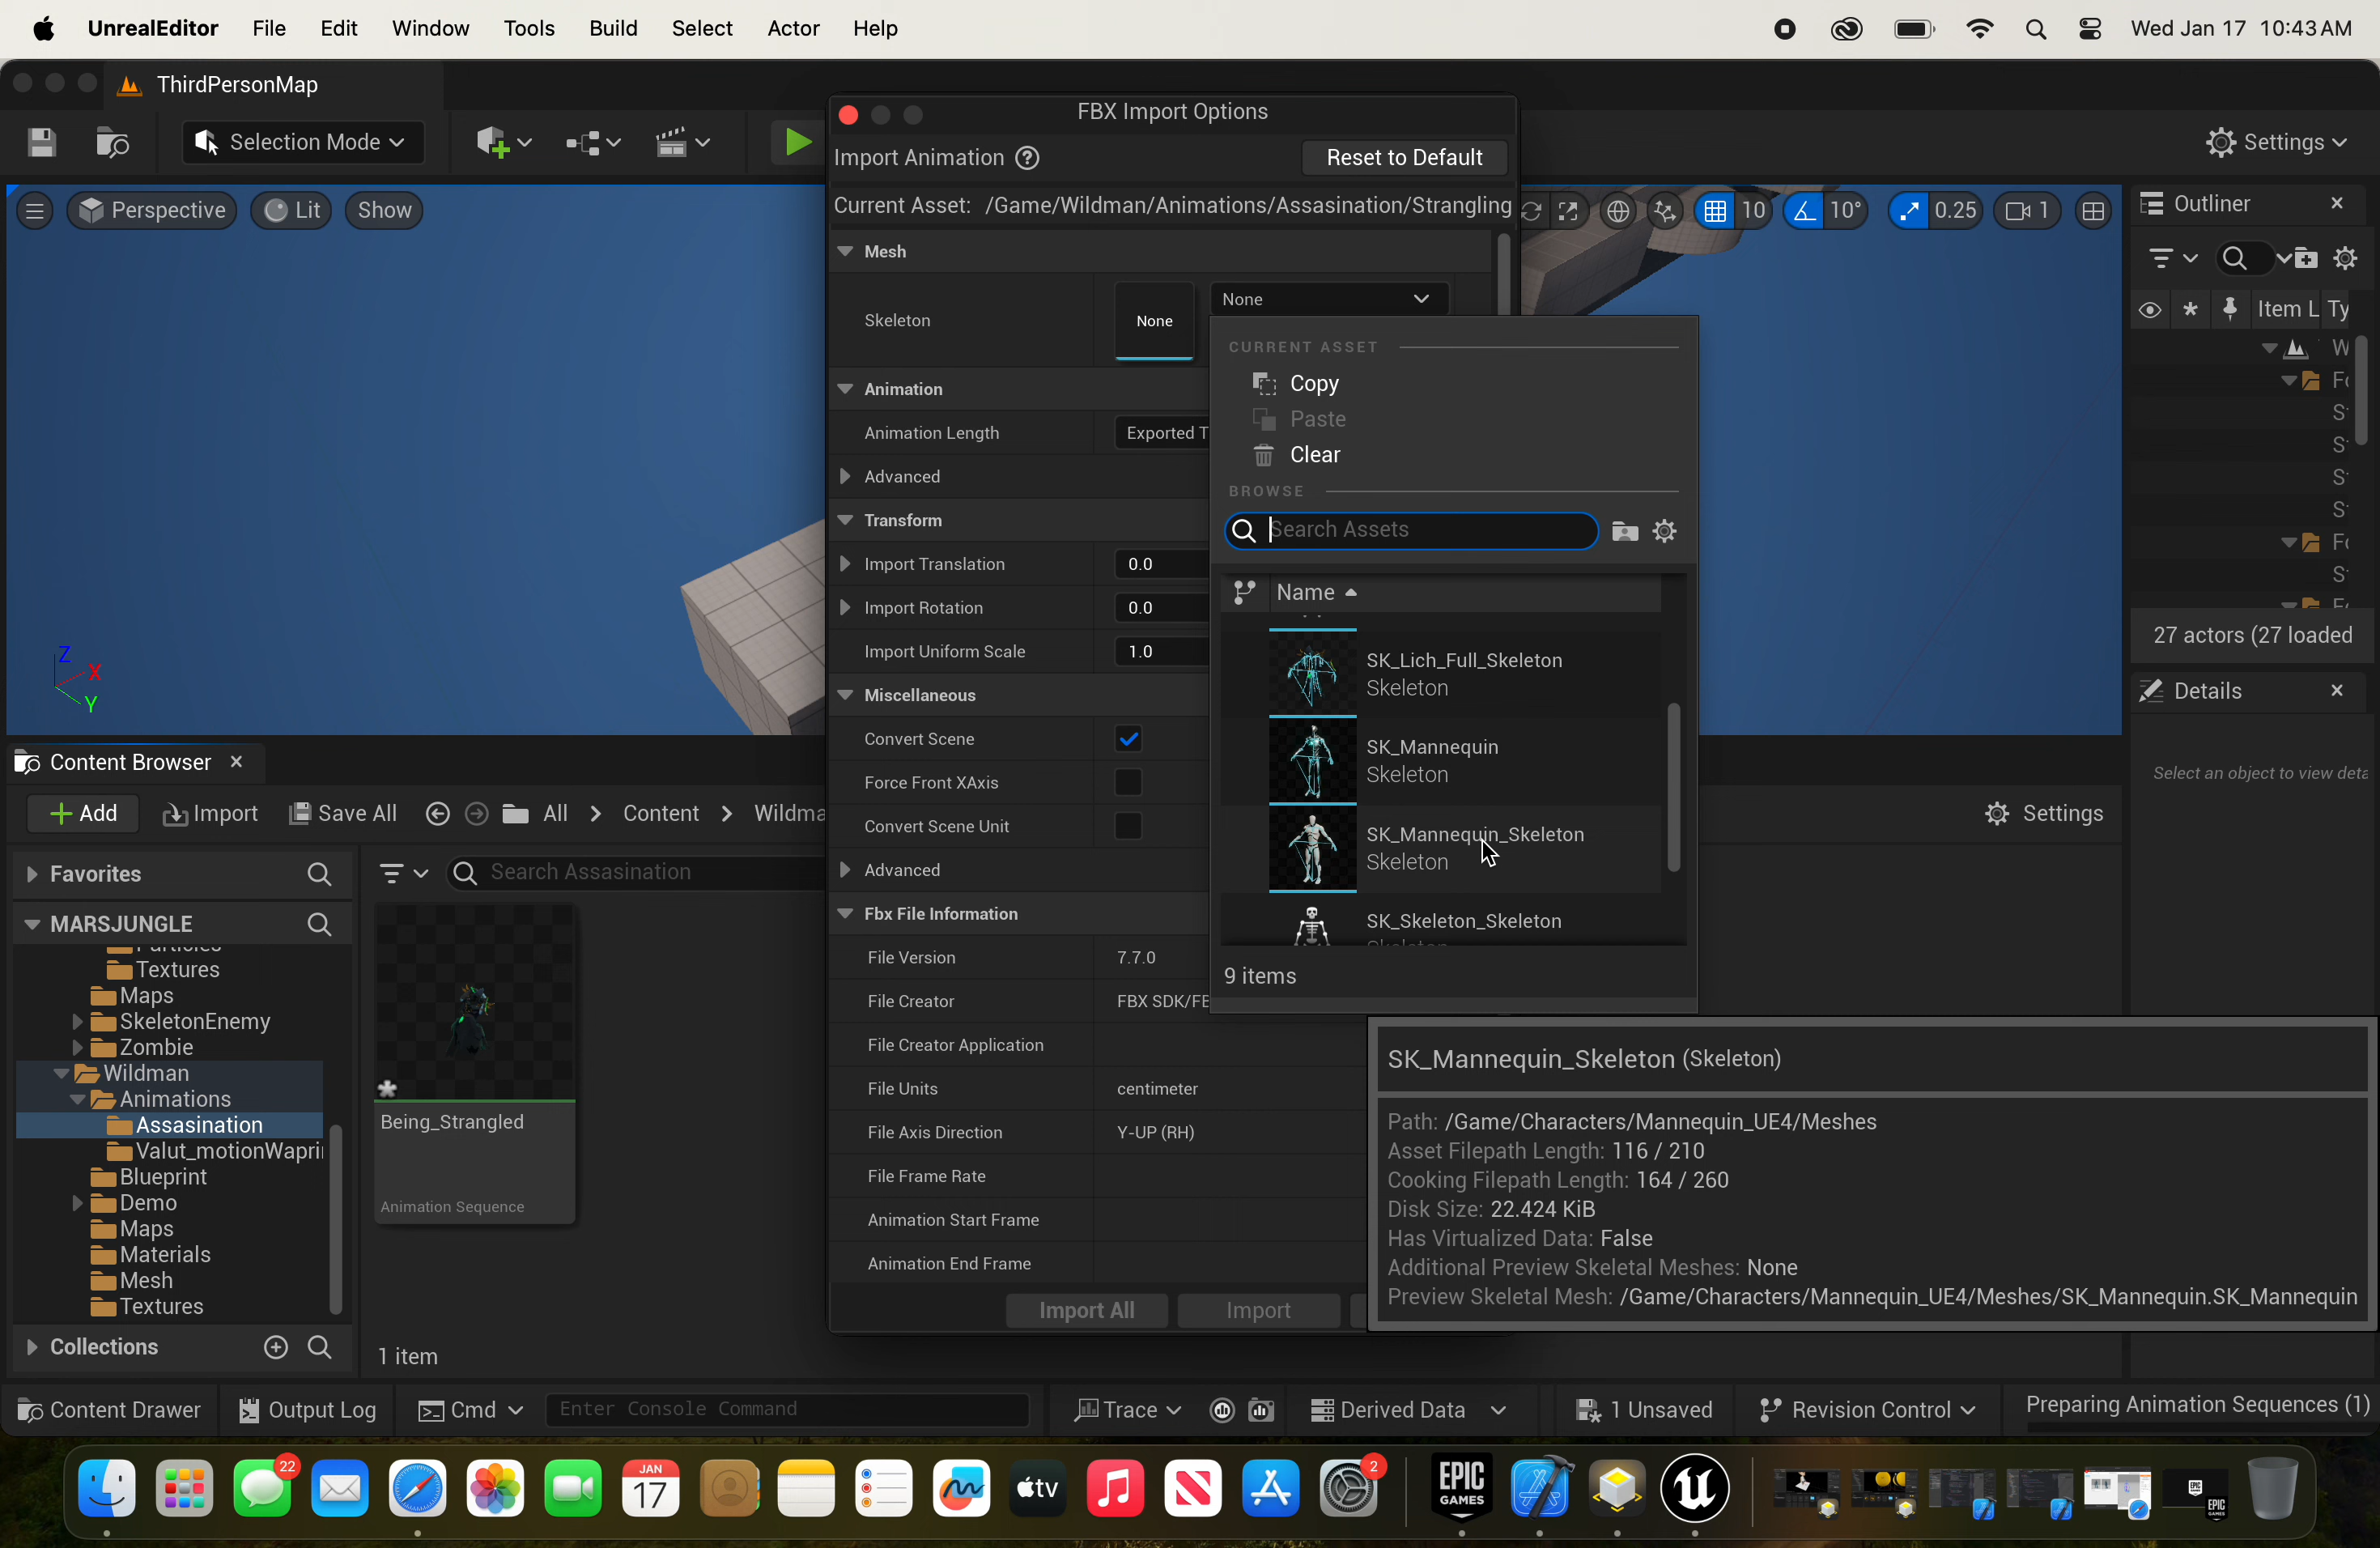 UnrealEditor File Edit Window Tools Build Select Actor Help Wed Jan 17 10:43 AM
ThirdPersonMap
FBX Import Options
Selection Mode
Settings
Import Animation ? Reset to Default
Current Asset: /Game/Wildman/Animations/Assasination/Strangling
Perspective Lit Show
10 10° 0.25 1
Outliner
Mesh
Skeleton None None
Item L Ty
CURRENT ASSET
Copy
Paste
Clear
BROWSE
Search Assets
Name
SK_Lich_Full_Skeleton
Skeleton
SK_Mannequin
Skeleton
SK_Mannequin_Skeleton
Skeleton
SK_Skeleton_Skeleton
9 items
Animation
Animation Length Exported T
Advanced
Transform
Import Translation 0.0
Import Rotation 0.0
Import Uniform Scale 1.0
Miscellaneous
Convert Scene
Force Front XAxis
Convert Scene Unit
Advanced
Fbx File Information
File Version 7.7.0
File Creator FBX SDK/FE
File Creator Application
File Units centimeter
File Axis Direction Y-UP (RH)
File Frame Rate
Animation Start Frame
Animation End Frame
Import All Import
27 actors (27 loaded
Details
Select an object to view deta
Z
X
Y
Content Browser
Add Import Save All All > Content > Wildma
Settings
Favorites
Search Assasination
MARSJUNGLE
Textures
Maps
SkeletonEnemy
Zombie
Wildman
Animations
Assasination
Valut_motionWapri
Blueprint
Demo
Maps
Materials
Mesh
Textures
Collections
Being_Strangled
Animation Sequence
1 item
SK_Mannequin_Skeleton (Skeleton)
Path: /Game/Characters/Mannequin_UE4/Meshes
Asset Filepath Length: 116 / 210
Cooking Filepath Length: 164 / 260
Disk Size: 22.424 KiB
Has Virtualized Data: False
Additional Preview Skeletal Meshes: None
Preview Skeletal Mesh: /Game/Characters/Mannequin_UE4/Meshes/SK_Mannequin.SK_Mannequin
Content Drawer Output Log Cmd Enter Console Command Trace Derived Data 1 Unsaved Revision Control Preparing Animation Sequences (1)
22
JAN
17
tv
2
EPIC
GAMES